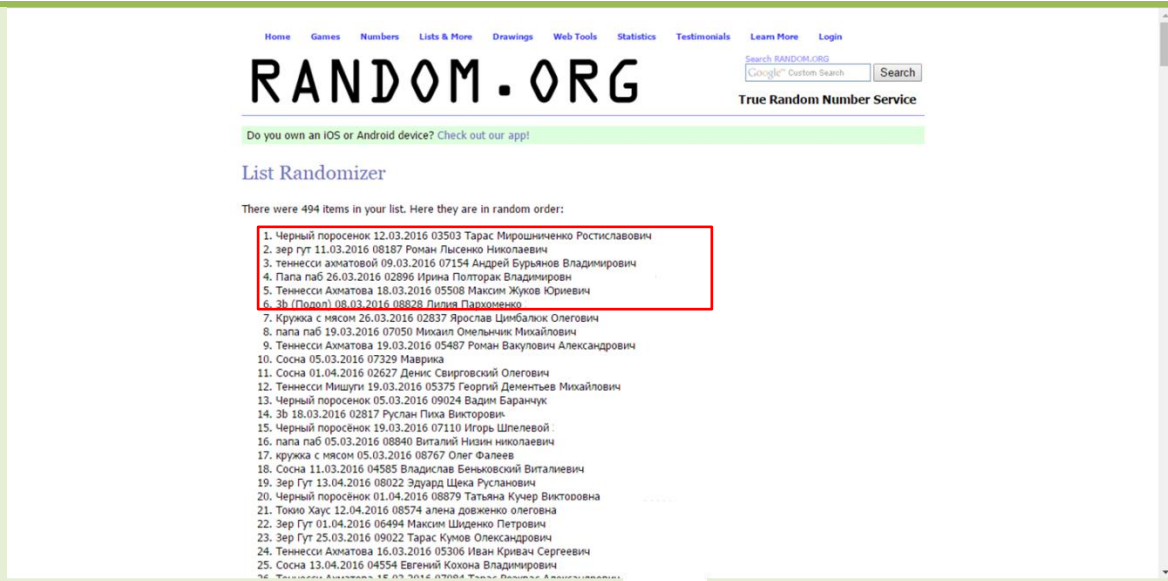 Home Games Numbers Lists & More Drawings Web Tools Statistics Testimonials Learn More Login
RANDOM.ORG
Search RANDOM.ORG
Google™ Custom Search Search
True Random Number Service
Do you own an iOS or Android device? Check out our app!
List Randomizer
There were 494 items in your list. Here they are in random order:
1. Черный поросенок 12.03.2016 03503 Тарас Мирошниченко Ростиславович
2. зер гут 11.03.2016 08187 Роман Лысенко Николаевич
3. теннесси ахматовой 09.03.2016 07154 Андрей Бурьянов Владимирович
4. Папа паб 26.03.2016 02896 Ирина Полторак Владимировн
5. Теннесси Ахматова 18.03.2016 05508 Максим Жуков Юриевич
6. 3b (Подол) 08.03.2016 08828 Лилия Пархоменко
7. Кружка с мясом 26.03.2016 02837 Ярослав Цимбалюк Олегович
8. папа паб 19.03.2016 07050 Михаил Омельнчик Михайлович
9. Теннесси Ахматова 19.03.2016 05487 Роман Вакулович Александрович
10. Сосна 05.03.2016 07329 Маврика
11. Сосна 01.04.2016 02627 Денис Свирговский Олегович
12. Теннесси Мишуги 19.03.2016 05375 Георгий Дементьев Михайлович
13. Черный поросенок 05.03.2016 09024 Вадим Баранчук
14. 3b 18.03.2016 02817 Руслан Пиха Викторович
15. Черный поросёнок 19.03.2016 07110 Игорь Шпелевой
16. папа паб 05.03.2016 08840 Виталий Низин николаевич
17. кружка с мясом 05.03.2016 08767 Олег Фалеев
18. Сосна 11.03.2016 04585 Владислав Беньковский Виталиевич
19. Зер Гут 13.04.2016 08022 Эдуард Щека Русланович
20. Черный поросёнок 01.04.2016 08879 Татьяна Кучер Викторовна
21. Токио Хаус 12.04.2016 08574 алена довженко олеговна
22. Зер Гут 01.04.2016 06494 Максим Шиденко Петрович
23. Зер Гут 25.03.2016 09022 Тарас Кумов Олександрович
24. Теннесси Ахматова 16.03.2016 05306 Иван Кривач Сергеевич
25. Сосна 13.04.2016 04554 Евгений Кохона Владимирович